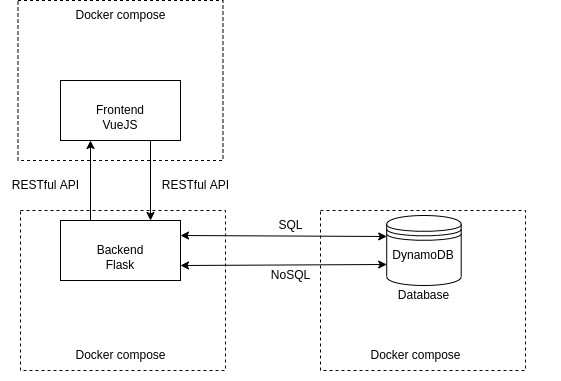 Docker compose
Frontend
VueJS
RESTful API
RESTful API
Backend
Flask
SQL
NoSQL
DynamoDB
Database
Docker compose
Docker compose